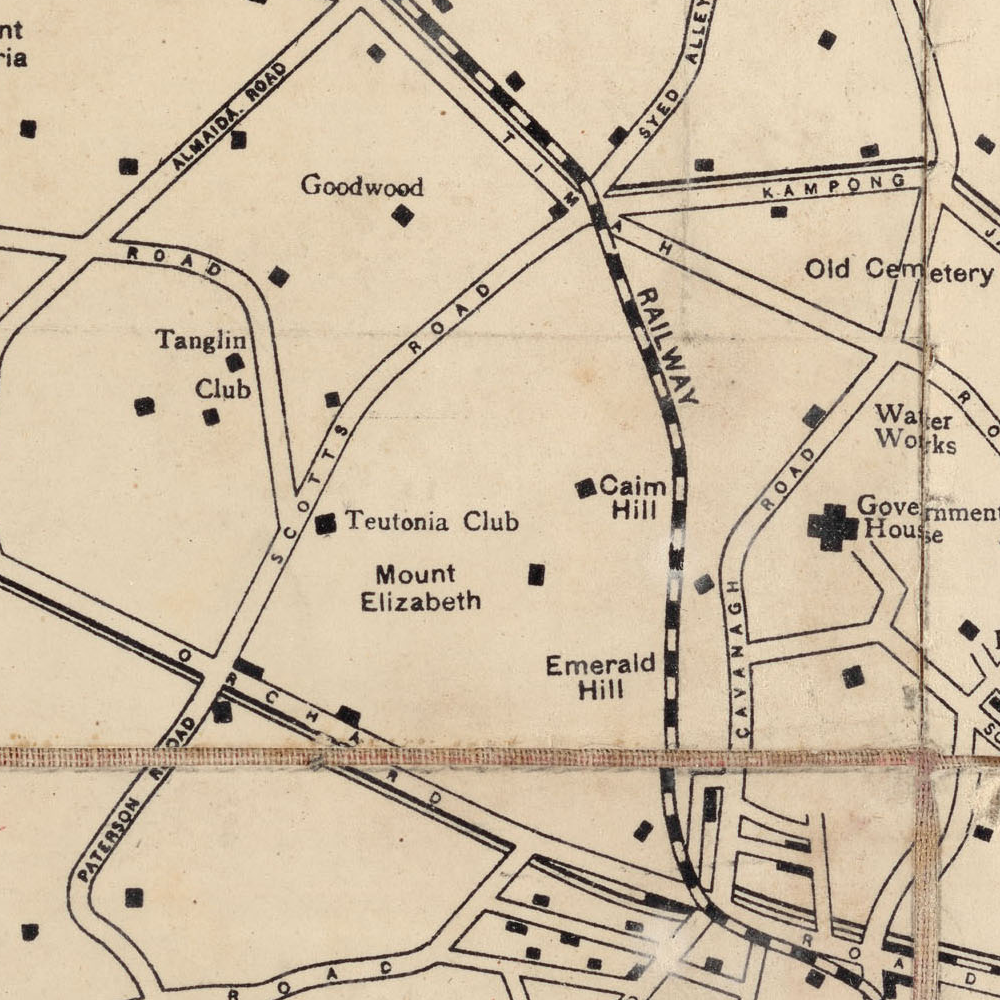 nt
ria
ALMAIDA. ROAD
SYED ALLEY
TIMAH
KAMPONG
Goodwood
ROAD
Old Cemetery
RAILWAY
Tanglin
Club
SCOTTS ROAD
Water
Works
RO
Caim
Hill
ROAD
Government
House
Teutonia Club
Mount
Elizabeth
CAVANAGH
Emerald
Hill
ORCHARD
PATERSON ROAD
ROAD
ROAD